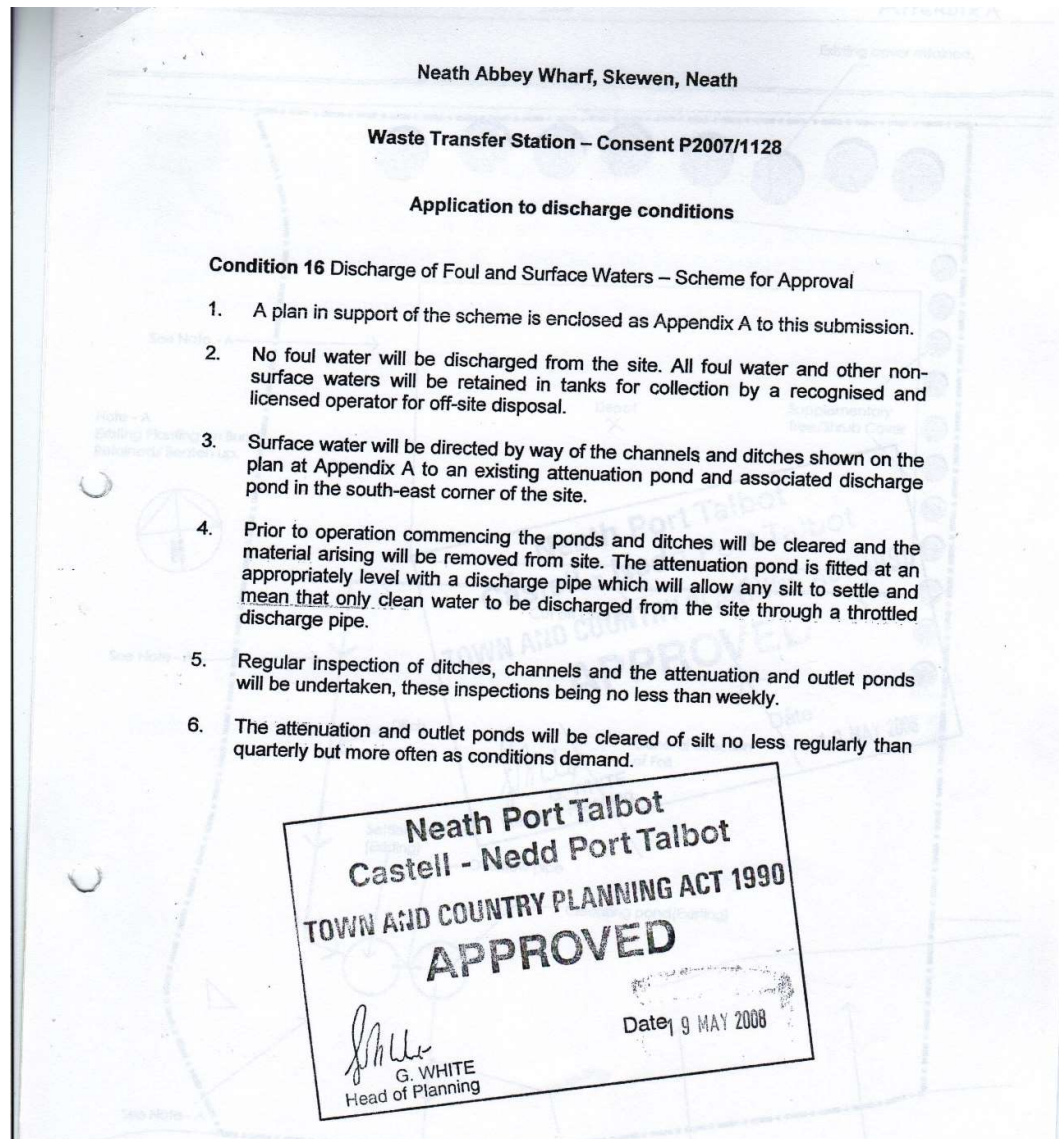 Neath Abbey Wharf, Skewen, Neath
Waste Transfer Station – Consent P2007/1128
Application to discharge conditions
Condition 16 Discharge of Foul and Surface Waters – Scheme for Approval
1. A plan in support of the scheme is enclosed as Appendix A to this submission.
2. No foul water will be discharged from the site. All foul water and other non-
surface waters will be retained in tanks for collection by a recognised and
licensed operator for off-site disposal.
3. Surface water will be directed by way of the channels and ditches shown on the
plan at Appendix A to an existing attenuation pond and associated discharge
pond in the south-east corner of the site.
4. Prior to operation commencing the ponds and ditches will be cleared and the
material arising will be removed from site. The attenuation pond is fitted at an
appropriately level with a discharge pipe which will allow any silt to settle and
mean that only clean water to be discharged from the site through a throttled
discharge pipe.
5. Regular inspection of ditches, channels and the attenuation and outlet ponds
will be undertaken, these inspections being no less than weekly.
6. The attenuation and outlet ponds will be cleared of silt no less regularly than
quarterly but more often as conditions demand.
Neath Port Talbot
Castell - Nedd Port Talbot
TOWN AND COUNTRY PLANNING ACT 1990
APPROVED
Date 19 MAY 2008
G. WHITE
Head of Planning